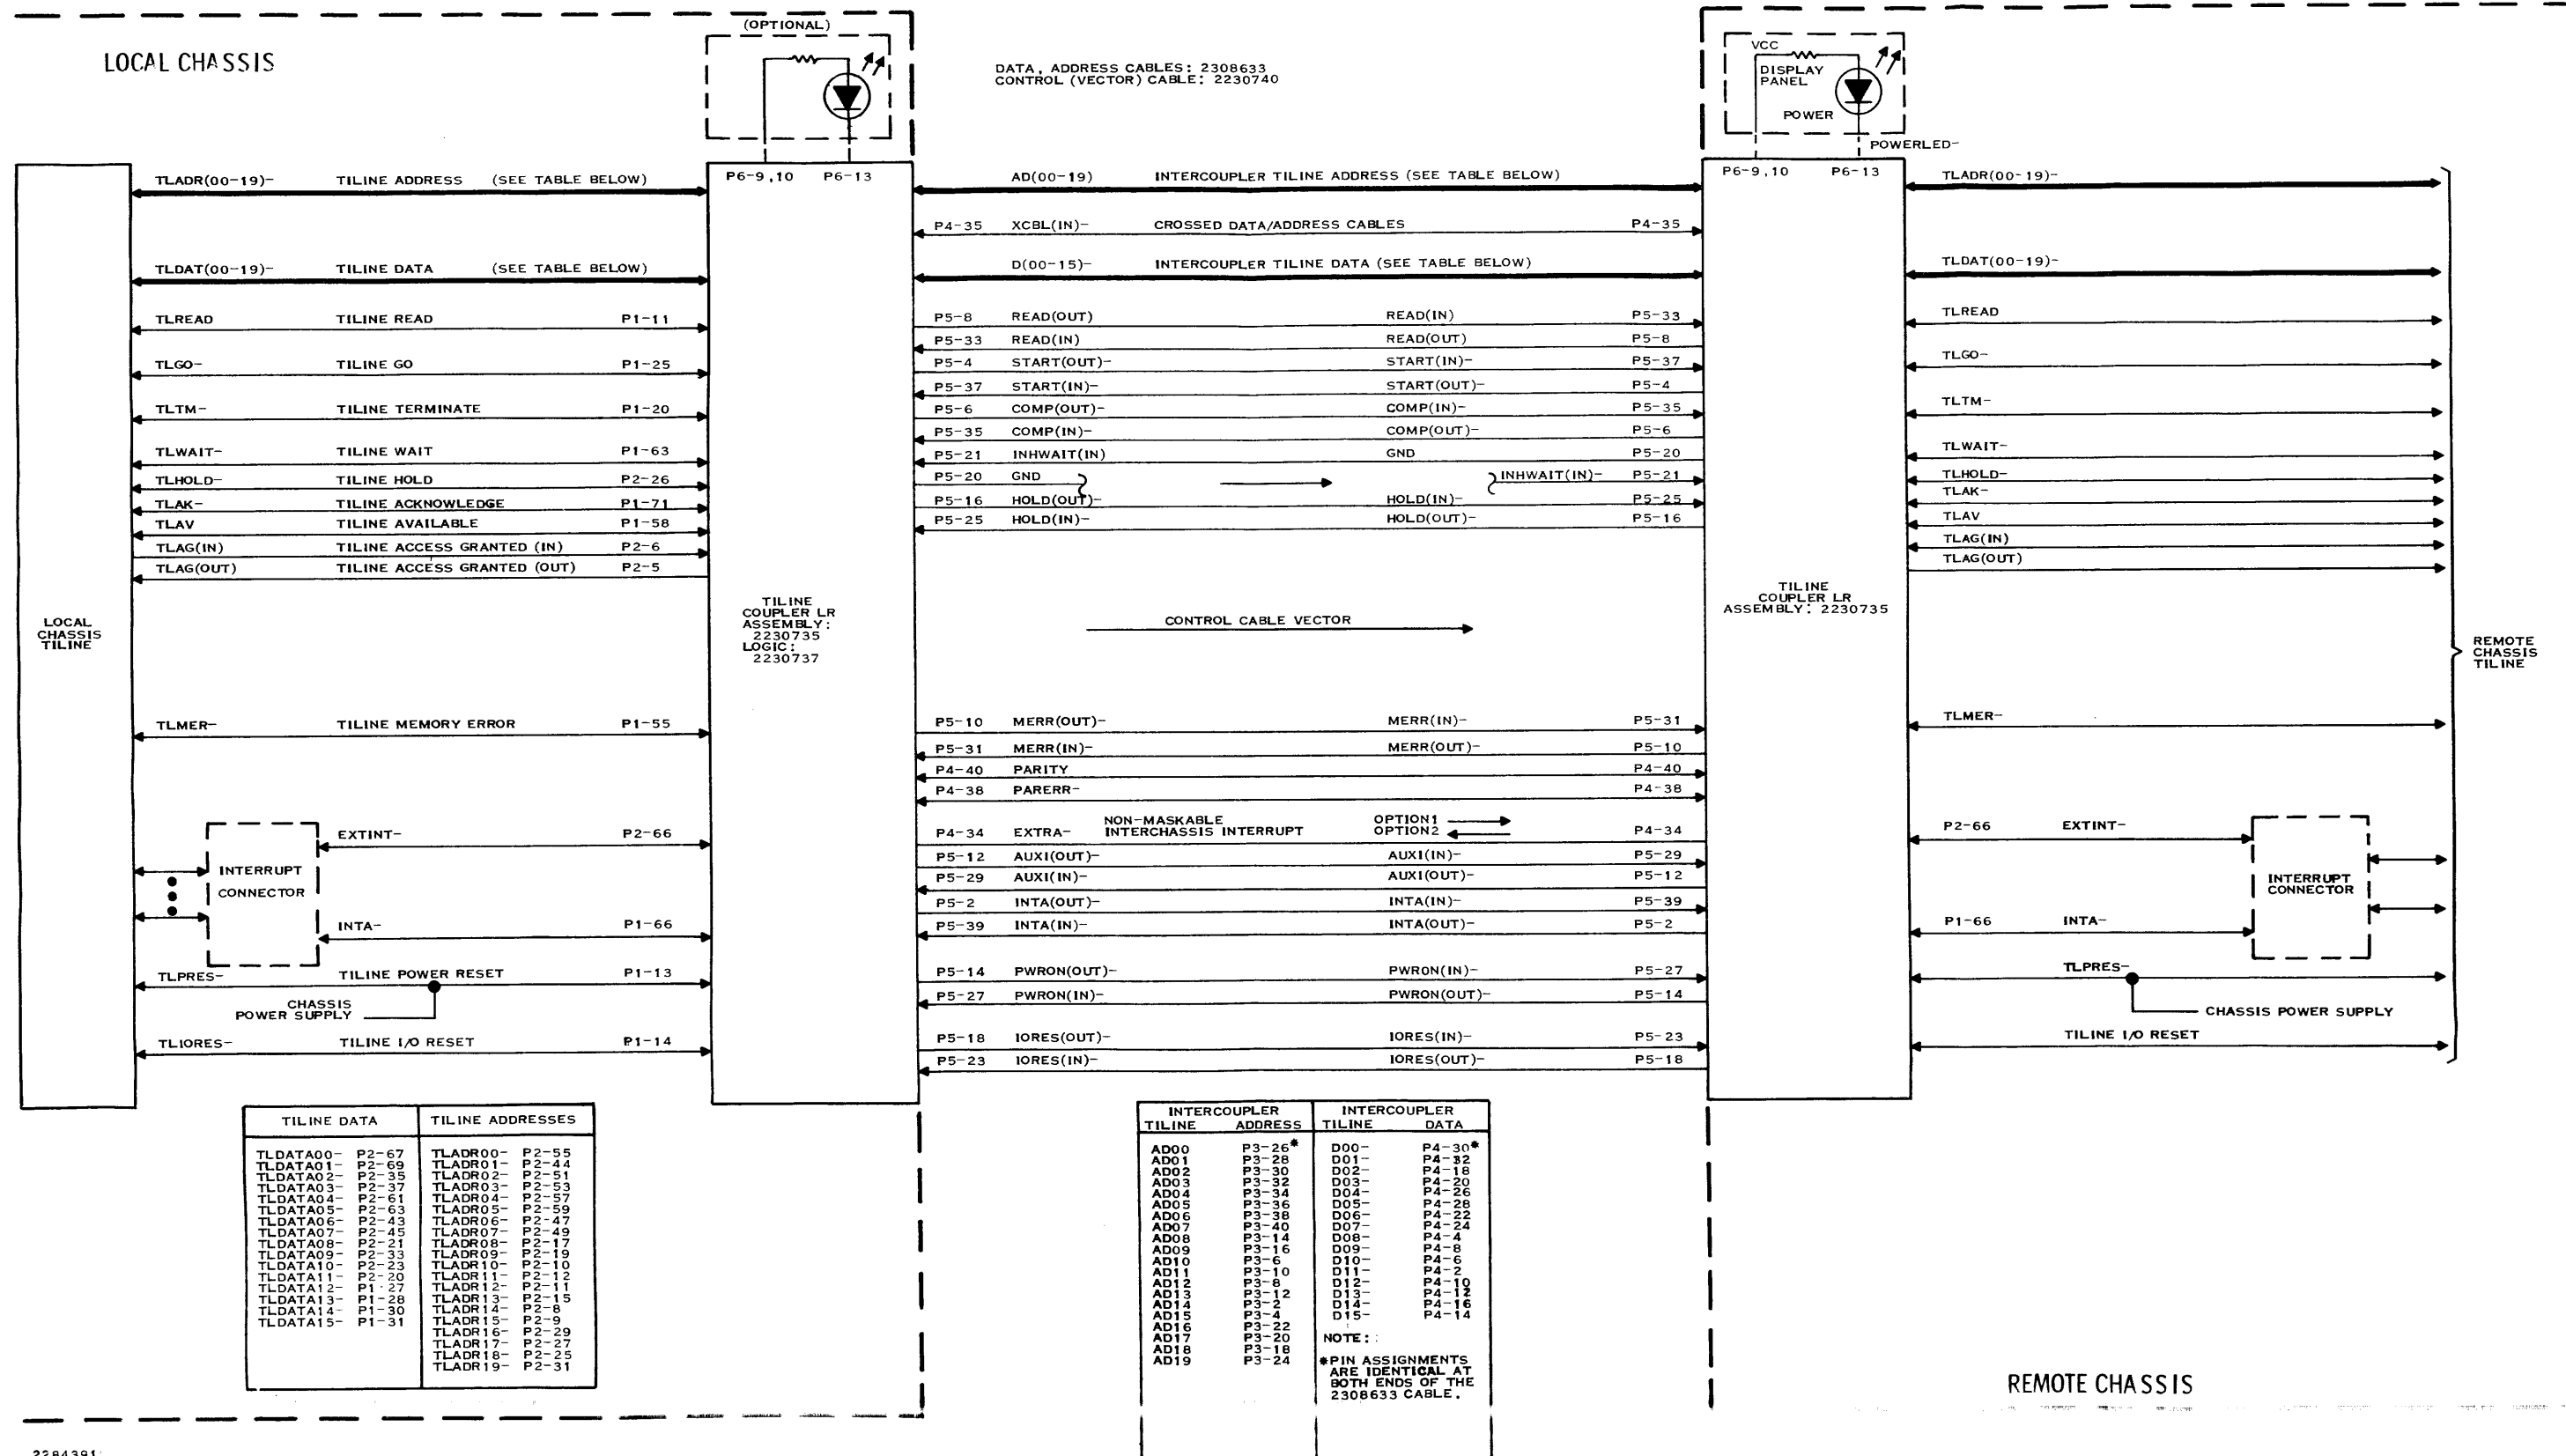 (OPTIONAL)
LOCAL CHASSIS
DATA, ADDRESS CABLES: 2308633
CONTROL (VECTOR) CABLE: 2230740
VCC
DISPLAY
PANEL
POWER
POWERLED-
TLADR(00-19)- TILINE ADDRESS (SEE TABLE BELOW)
P6-9,10 P6-13
AD(00-19) INTERCOUPLER TILINE ADDRESS (SEE TABLE BELOW)
P6-9,10 P6-13
TLADR(00-19)-
P4-35 XCBL(IN)- CROSSED DATA/ADDRESS CABLES P4-35
TLDAT(00-19)- TILINE DATA (SEE TABLE BELOW)
D(00-15)- INTERCOUPLER TILINE DATA (SEE TABLE BELOW)
TLDAT(00-19)-
TLREAD TILINE READ P1-11
TLGO- TILINE GO P1-25
TLTM- TILINE TERMINATE P1-20
TLWAIT- TILINE WAIT P1-63
TLHOLD- TILINE HOLD P2-26
TLAK- TILINE ACKNOWLEDGE P1-71
TLAV TILINE AVAILABLE P1-58
TLAG(IN) TILINE ACCESS GRANTED (IN) P2-6
TLAG(OUT) TILINE ACCESS GRANTED (OUT) P2-5
P5-8 READ(OUT) READ(IN) P5-33
P5-33 READ(IN) READ(OUT) P5-8
P5-4 START(OUT)- START(IN)- P5-37
P5-37 START(IN)- START(OUT)- P5-4
P5-6 COMP(OUT)- COMP(IN)- P5-35
P5-35 COMP(IN)- COMP(OUT)- P5-6
P5-21 INHWAIT(IN) GND P5-20
P5-20 GND INHWAIT(IN)- P5-21
P5-16 HOLD(OUT)- HOLD(IN)- P5-25
P5-25 HOLD(IN)- HOLD(OUT)- P5-16
TLREAD
TLGO-
TLTM-
TLWAIT-
TLHOLD-
TLAK-
TLAV
TLAG(IN)
TLAG(OUT)
LOCAL
CHASSIS
TILINE
TILINE
COUPLER LR
ASSEMBLY:
2230735
LOGIC:
2230737
CONTROL CABLE VECTOR
TILINE
COUPLER LR
ASSEMBLY: 2230735
REMOTE
CHASSIS
TILINE
TLMER- TILINE MEMORY ERROR P1-55
P5-10 MERR(OUT)- MERR(IN)- P5-31
P5-31 MERR(IN)- MERR(OUT)- P5-10
P4-40 PARITY P4-40
P4-38 PARERR- P4-38
TLMER-
EXTINT- P2-66
INTERRUPT
CONNECTOR
INTA- P1-66
NON-MASKABLE OPTION1
P4-34 EXTRA- INTERCHASSIS INTERRUPT OPTION2 P4-34
P5-12 AUXI(OUT)- AUXI(IN)- P5-29
P5-29 AUXI(IN)- AUXI(OUT)- P5-12
P5-2 INTA(OUT)- INTA(IN)- P5-39
P5-39 INTA(IN)- INTA(OUT)- P5-2
P2-66 EXTINT-
INTERRUPT
CONNECTOR
P1-66 INTA-
TLPRES- TILINE POWER RESET P1-13
CHASSIS
POWER SUPPLY
P5-14 PWRON(OUT)- PWRON(IN)- P5-27
P5-27 PWRON(IN)- PWRON(OUT)- P5-14
TLPRES-
CHASSIS POWER SUPPLY
TLIORES- TILINE I/O RESET P1-14
P5-18 IORES(OUT)- IORES(IN)- P5-23
P5-23 IORES(IN)- IORES(OUT)- P5-18
TILINE I/O RESET
TILINE DATA TILINE ADDRESSES
TLDATA00- P2-67 TLADR00- P2-55
TLDATA01- P2-69 TLADR01- P2-44
TLDATA02- P2-35 TLADR02- P2-51
TLDATA03- P2-37 TLADR03- P2-53
TLDATA04- P2-61 TLADR04- P2-57
TLDATA05- P2-63 TLADR05- P2-59
TLDATA06- P2-43 TLADR06- P2-47
TLDATA07- P2-45 TLADR07- P2-49
TLDATA08- P2-21 TLADR08- P2-17
TLDATA09- P2-33 TLADR09- P2-19
TLDATA10- P2-23 TLADR10- P2-10
TLDATA11- P2-20 TLADR11- P2-12
TLDATA12- P1-27 TLADR12- P2-11
TLDATA13- P1-28 TLADR13- P2-15
TLDATA14- P1-30 TLADR14- P2-8
TLDATA15- P1-31 TLADR15- P2-9
TLADR16- P2-29
TLADR17- P2-27
TLADR18- P2-25
TLADR19- P2-31
INTERCOUPLER INTERCOUPLER
TILINE ADDRESS TILINE DATA
AD00 P3-26* D00- P4-30*
AD01 P3-28 D01- P4-32
AD02 P3-30 D02- P4-18
AD03 P3-32 D03- P4-20
AD04 P3-34 D04- P4-26
AD05 P3-36 D05- P4-28
AD06 P3-38 D06- P4-22
AD07 P3-40 D07- P4-24
AD08 P3-14 D08- P4-4
AD09 P3-16 D09- P4-8
AD10 P3-6 D10- P4-6
AD11 P3-10 D11- P4-2
AD12 P3-8 D12- P4-10
AD13 P3-12 D13- P4-12
AD14 P3-2 D14- P4-16
AD15 P3-4 D15- P4-14
AD16 P3-22
AD17 P3-20 NOTE:
AD18 P3-18
AD19 P3-24 *PIN ASSIGNMENTS
ARE IDENTICAL AT
BOTH ENDS OF THE
2308633 CABLE.
REMOTE CHASSIS
2284391